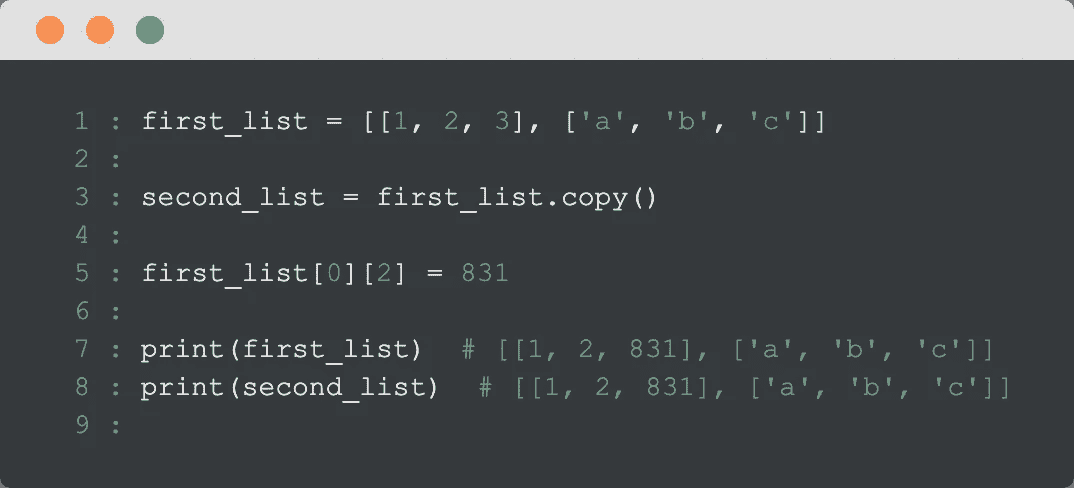 1 : first_list = [[1, 2, 3], ['a', 'b', 'c']]
2 :
3 : second_list = first_list.copy()
4 :
5 : first_list[0][2] = 831
6 :
7 : print(first_list)  # [[1, 2, 831], ['a', 'b', 'c']]
8 : print(second_list)  # [[1, 2, 831], ['a', 'b', 'c']]
9 :